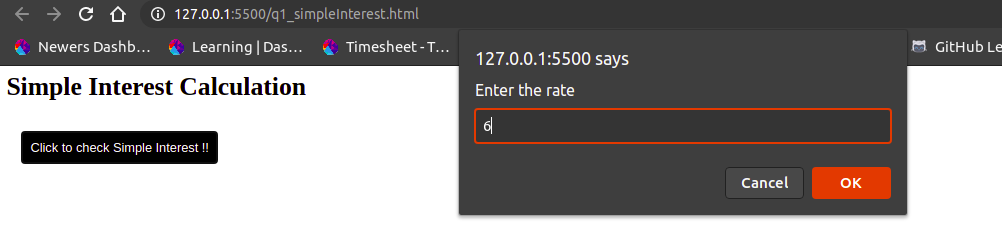 127.0.0.1:5500/q1_simpleInterest.html
Newers Dashb... Learning | Das... Timesheet - T... GitHub Le
127.0.0.1:5500 says
Enter the rate
6
Cancel OK
Simple Interest Calculation
Click to check Simple Interest !!